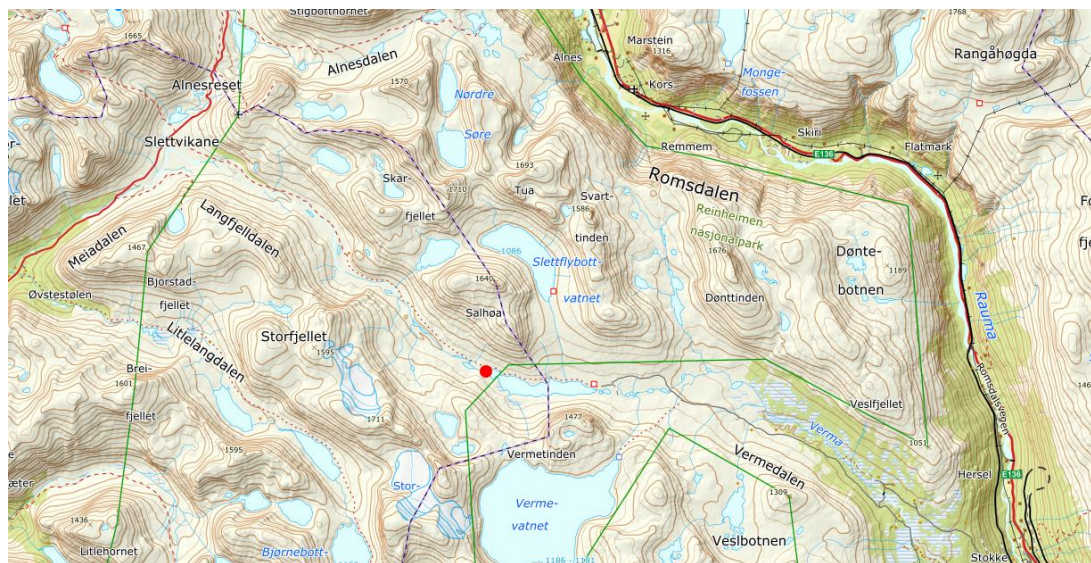 Stigbotthornet
1665
1768
Marstein
1316
Rangåhøgda
Alnes
Alnesdalen
Alnesreset
1570
Kors
Monge-
fossen
Nørdre
Søre
Slettvikane
Skiri
Flatmark
E136
Remmem
1693
Skar-
fjellet
1710
Tua
Svart-
1586
tinden
Romsdalen
Reinheimen
nasjonalpark
Langfjelldalen
Meiadalen
1467
1086
Slettflybott-
vatnet
1676
Dønttinden
Dønte-
botnen
1189
Bjorstad-
fjellet
Øvstestølen
1640
Salhøa
Rauma
Litlelangdalen
Storfjellet
1595
Romsdalsvegen
Brei-
fjellet
1601
1711
1477
Veslfjellet
1051
Verma
1595
Vermetinden
Vermedalen
Hersel
E136
Stor-
Verme-
vatnet
1309
1436
Litlehornet
Bjørnebott-
Veslbotnen
Stokke
1186 - 1181